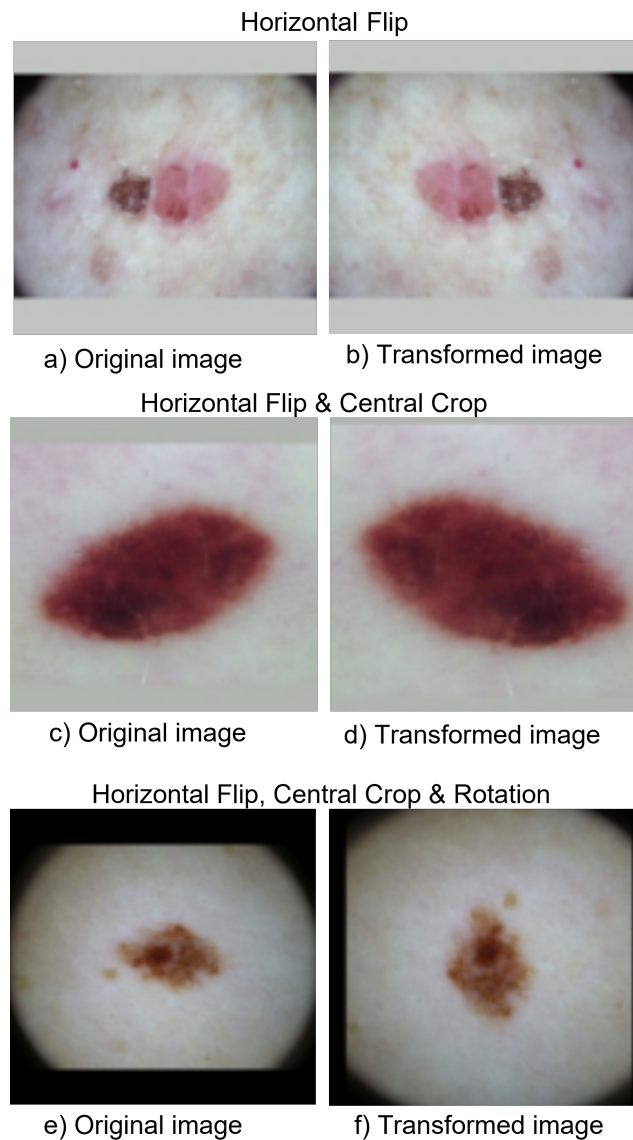 Horizontal Flip
a) Original image
b) Transformed image
Horizontal Flip & Central Crop
c) Original image
d) Transformed image
Horizontal Flip, Central Crop & Rotation
e) Original image
f) Transformed image